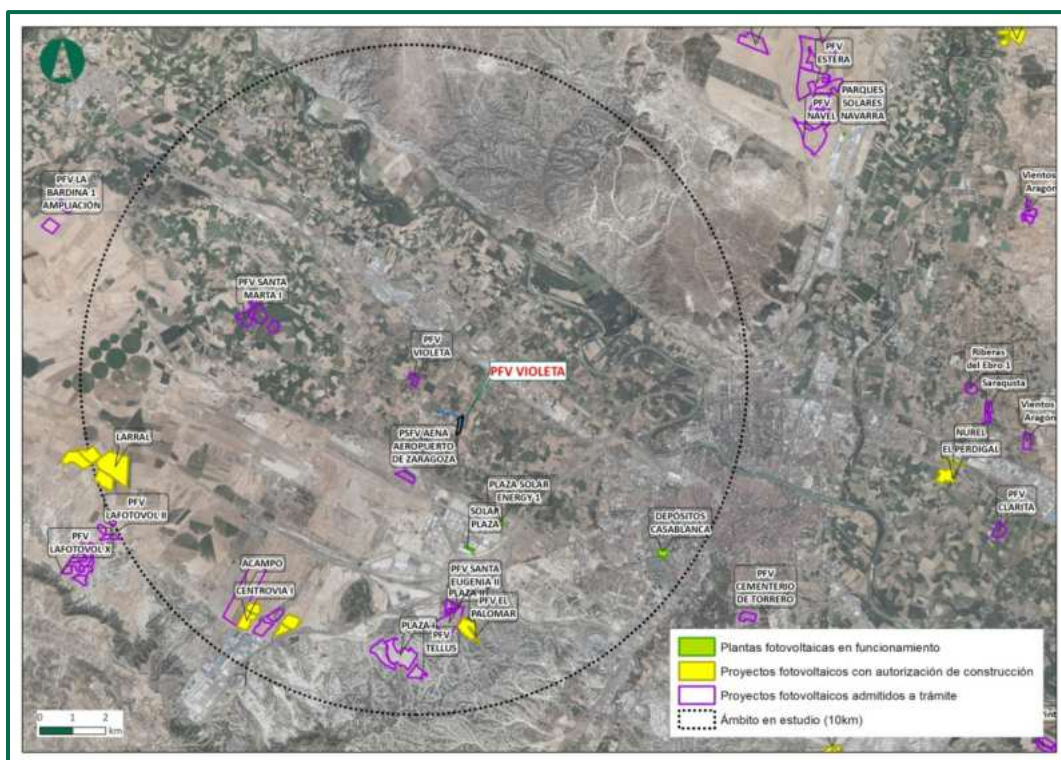 PFV
ESTERA
PARQUES
SOLARES
NAVARRA
PFV
NAVEL
PFV LA
BARDINA 1
AMPLIACIÓN
Vientos
Aragón
PFV SANTA
MARTA I
PFV
VIOLETA
PFV VIOLETA
Riberas
del Ebro 1
Saraqusta
Vientos
Aragón
NUREL
EL PERDIGAL
PSFV AENA
AEROPUERTO
DE ZARAGOZA
LARRAL
PLAZA SOLAR
ENERGY 1
SOLAR
PLAZA
DEPÓSITOS
CASABLANCA
PFV
CLARITA
PFV
LAFOTOVOL II
PFV
LAFOTOVOL X
ACAMPO
CENTROVIA I
PFV SANTA
EUGENIA II
PLAZA III
PFV EL
PALOMAR
PLAZA II
PFV
TELLUS
PFV
CEMENTERIO
DE TORRERO
Plantas fotovoltaicas en funcionamiento
Proyectos fotovoltaicos con autorización de construcción
Proyectos fotovoltaicos admitidos a trámite
Ámbito en estudio (10km)
0 1 2
km